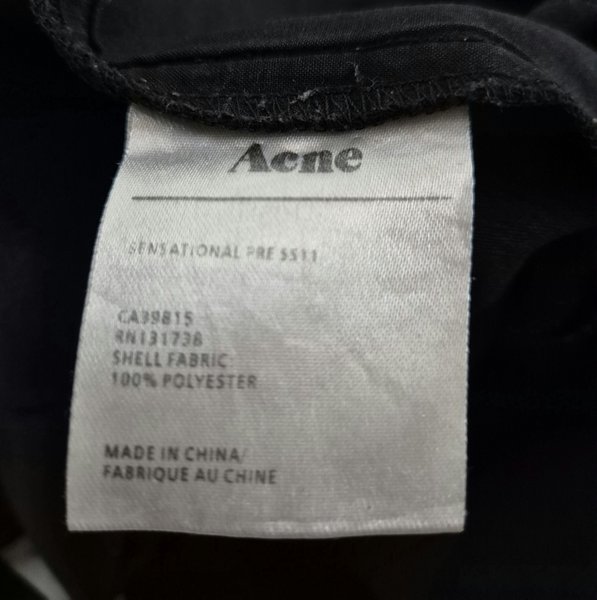 Acne
SENSATIONAL PRE SS11
CA39815
RN131738
SHELL FABRIC:
100% POLYESTER
MADE IN CHINA/
FABRIQUE AU CHINE